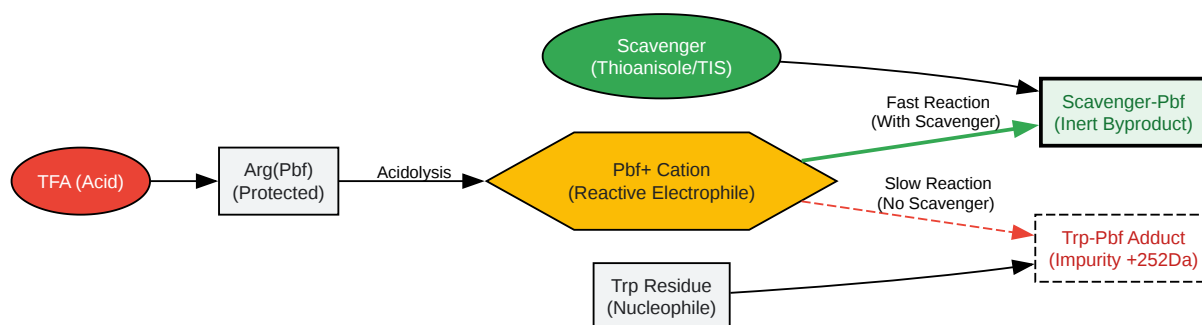 Scavenger
(Thioanisole/TIS)
Fast Reaction
(With Scavenger)
Scavenger-Pbf
(Inert Byproduct)
TFA (Acid)
Arg(Pbf)
(Protected)
Acidolysis
Pbf+ Cation
(Reactive Electrophile)
Slow Reaction
(No Scavenger)
Trp-Pbf Adduct
(Impurity +252Da)
Trp Residue
(Nucleophile)